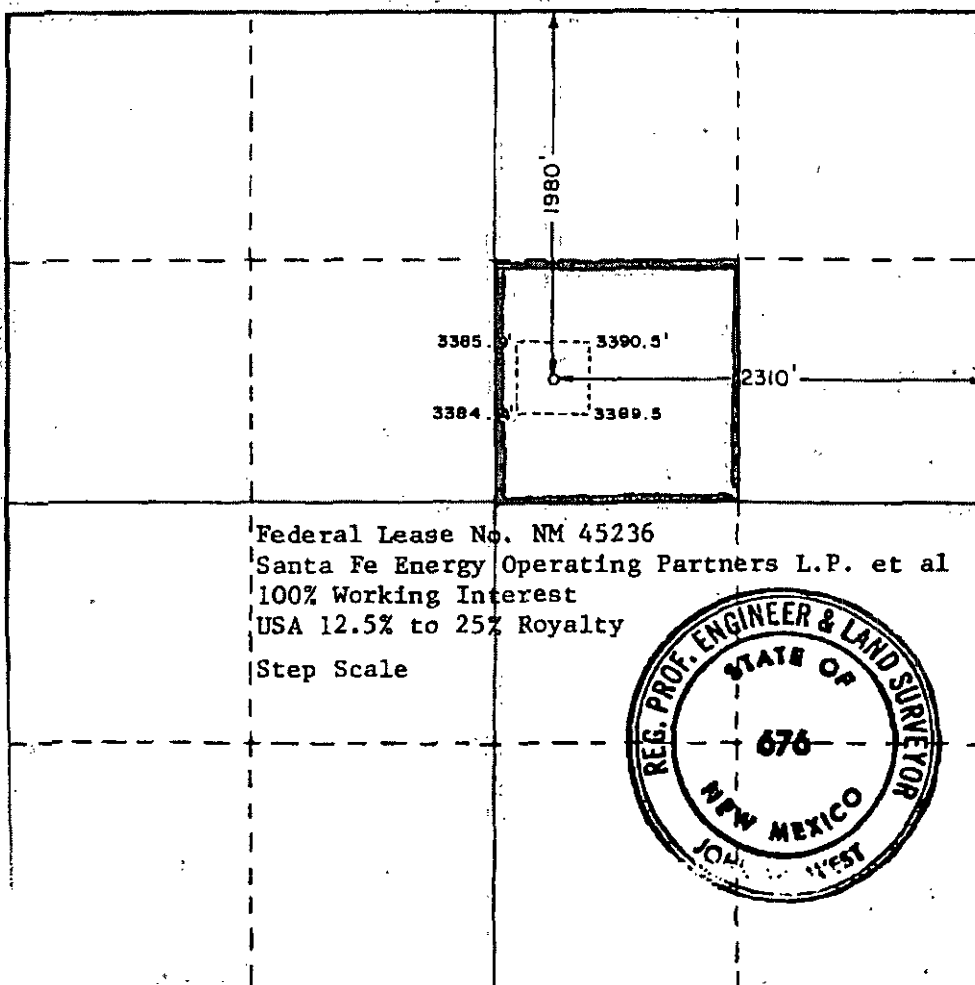 1980'
3385. '
3390.5'
2310'
3384. '
3389.5
Federal Lease No. NM 45236
Santa Fe Energy Operating Partners L.P. et al
100% Working Interest
USA 12.5% to 25% Royalty
Step Scale
REG. PROF. ENGINEER & LAND SURVEYOR
STATE OF
676
NEW MEXICO
WEST